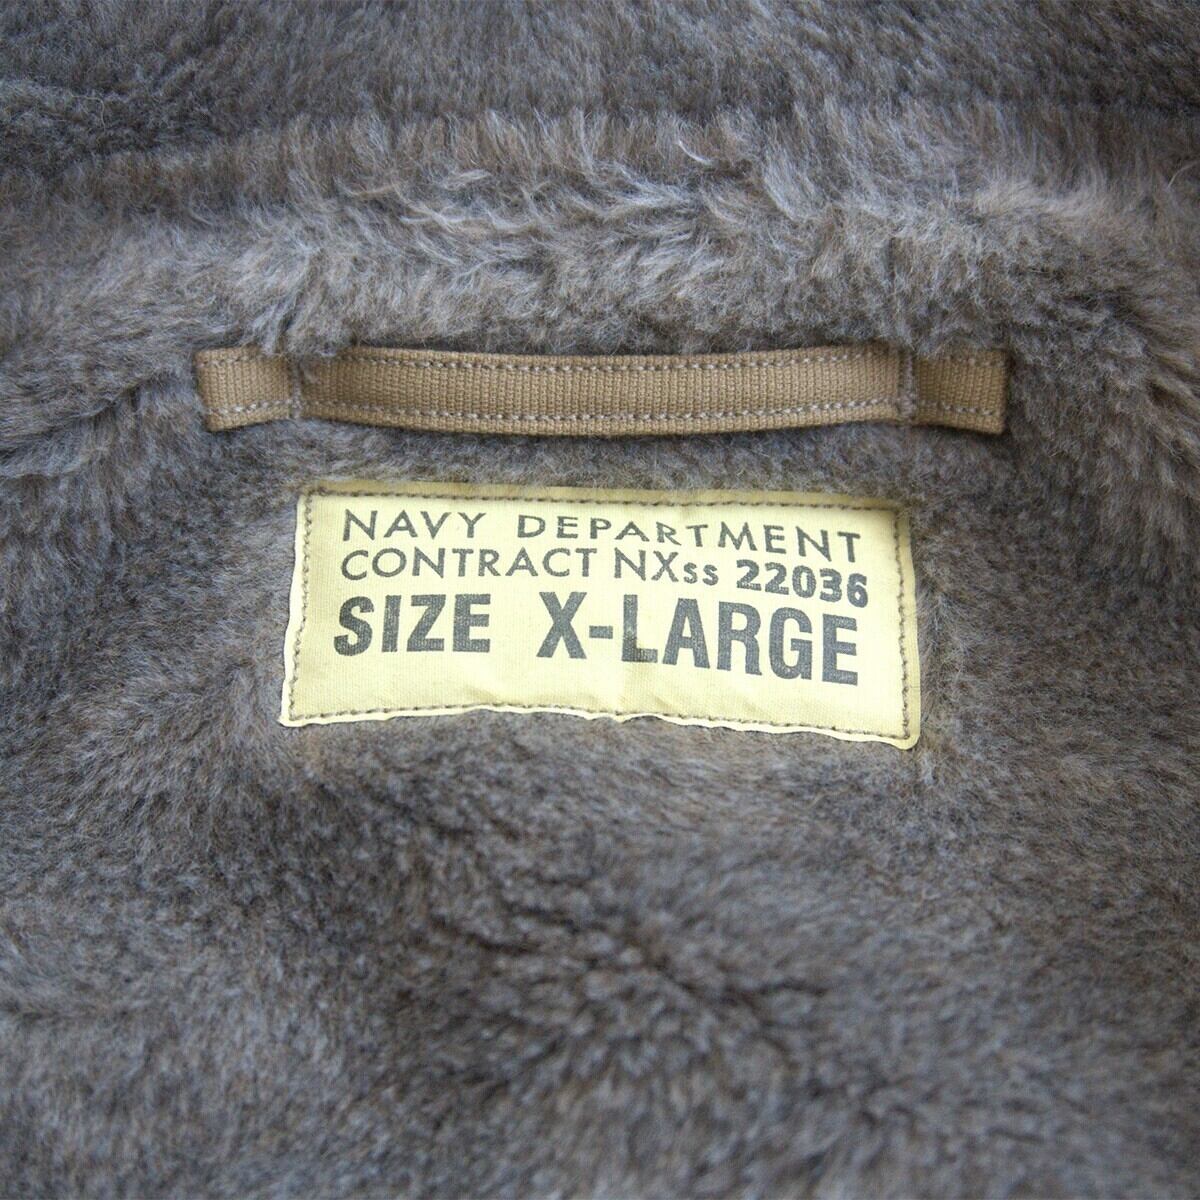 NAVY DEPARTMENT
CONTRACT NXss 22036
SIZE X-LARGE